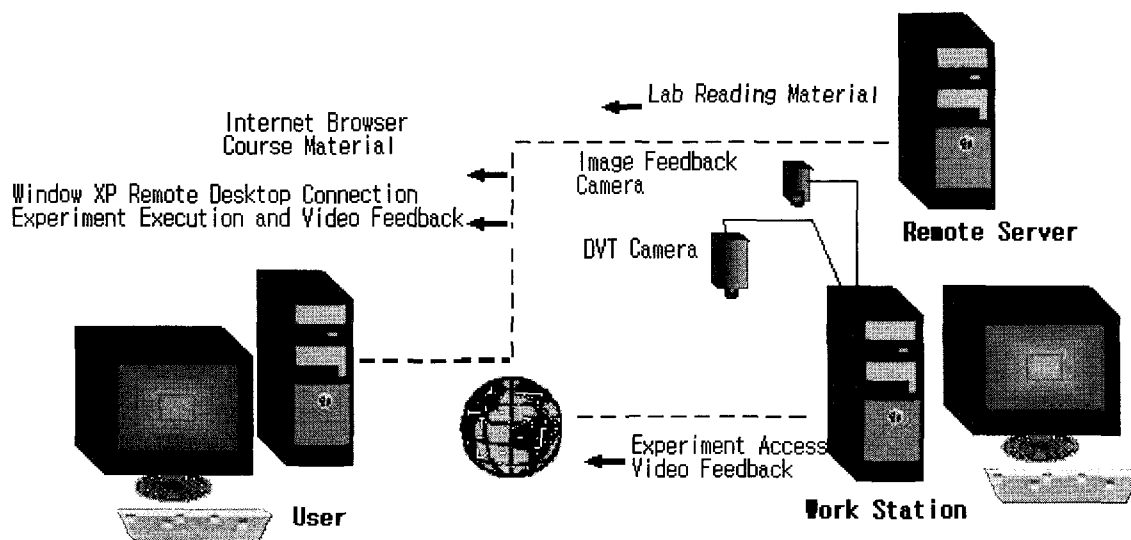 Lab Reading Material
Internet Browser
Course Material
Image Feedback
Camera
Window XP Remote Desktop Connection
Experiment Execution and Video Feedback
Remote Server
DVT Camera
Experiment Access
Video Feedback
User
Work Station